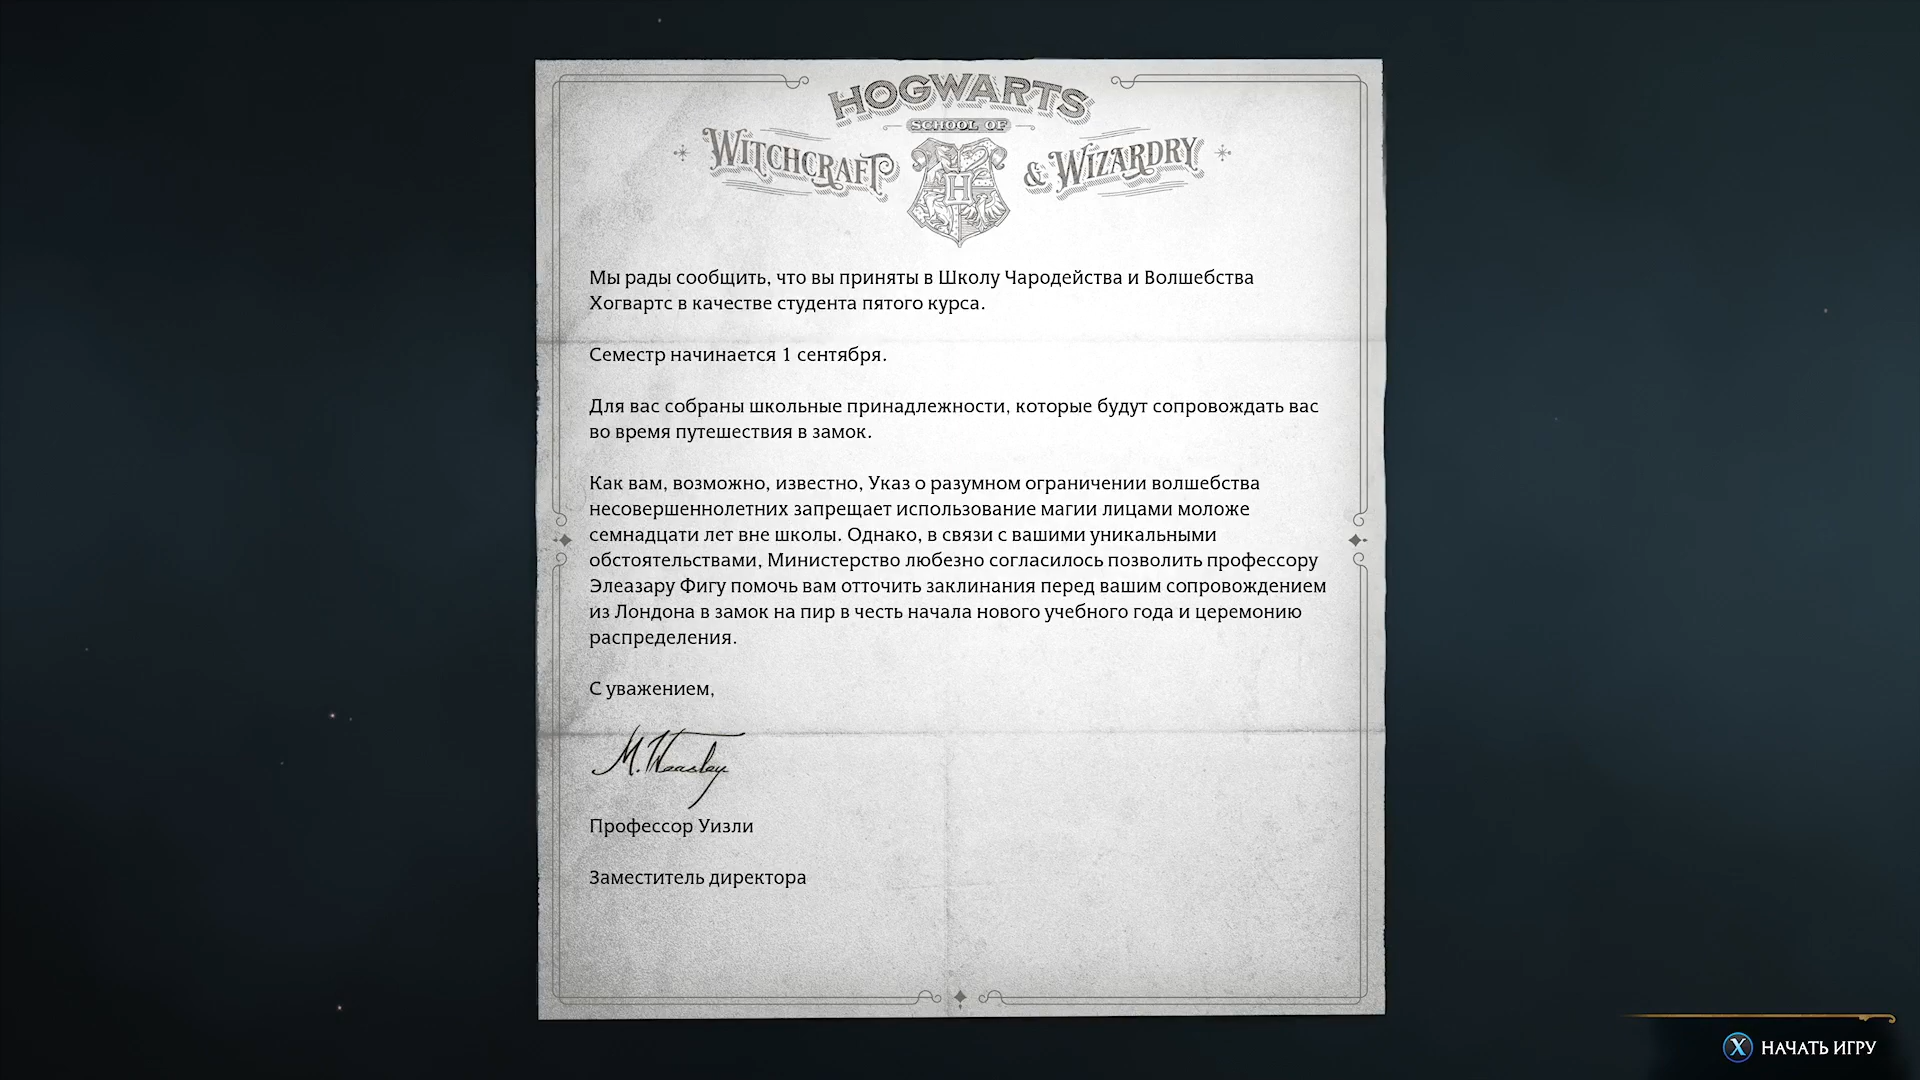 HOGWARTS
SCHOOL OF
WITCHCRAFT & WIZARDRY
H
Мы рады сообщить, что вы приняты в Школу Чародейства и Волшебства
Хогвартс в качестве студента пятого курса.
Семестр начинается 1 сентября.
Для вас собраны школьные принадлежности, которые будут сопровождать вас
во время путешествия в замок.
Как вам, возможно, известно, Указ о разумном ограничении волшебства
несовершеннолетних запрещает использование магии лицами моложе
семнадцати лет вне школы. Однако, в связи с вашими уникальными
обстоятельствами, Министерство любезно согласилось позволить профессору
Элеазару Фигу помочь вам отточить заклинания перед вашим сопровождением
из Лондона в замок на пир в честь начала нового учебного года и церемонию
распределения.
С уважением,
M. Weasley
Профессор Уизли
Заместитель директора
X НАЧАТЬ ИГРУ